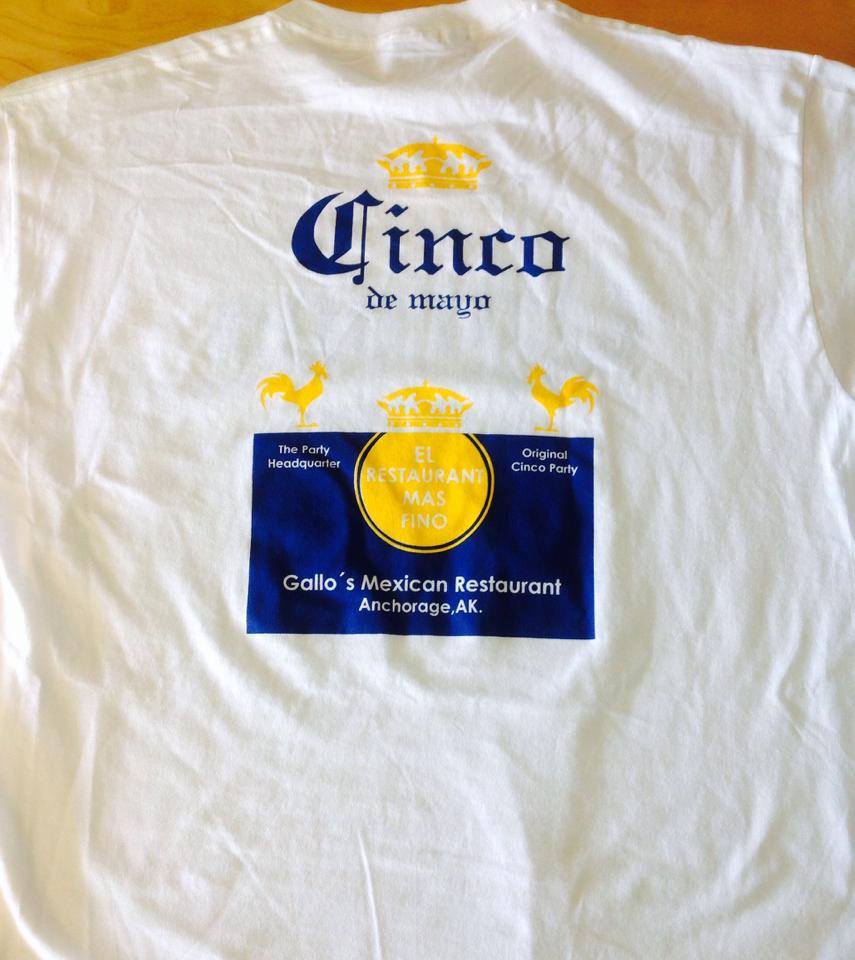 Cinco
de mayo
The Party
Headquarter
EL
RESTAURANT
MAS
FINO
Original
Cinco Party
Gallo´s Mexican Restaurant
Anchorage,AK.